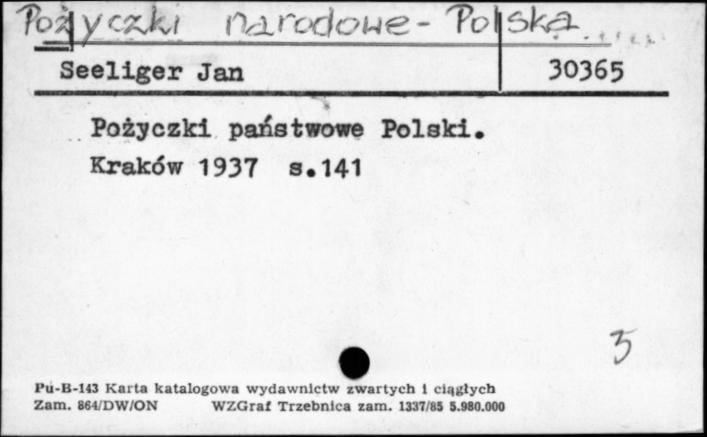 Pożyczki narodowe - Polska
Seeliger Jan 30365
Pożyczki państwowe Polski.
Kraków 1937 s.141
5
Pu-B-143 Karta katalogowa wydawnictw zwartych i ciągłych
Zam. 864/DW/ON WZGraf Trzebnica zam. 1337/85 5.980.000